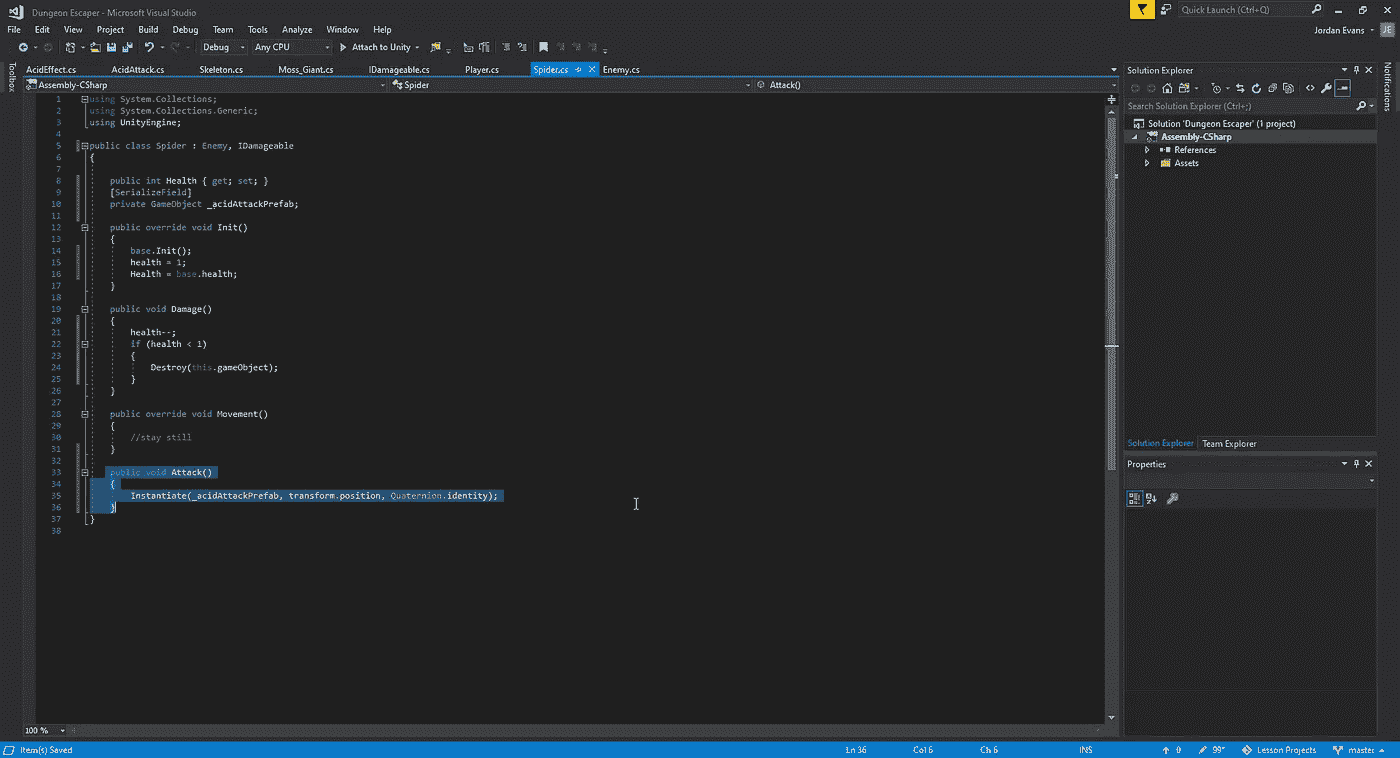 Dungeon Escaper - Microsoft Visual Studio
Quick Launch (Ctrl+Q)
File Edit View Project Build Debug Team Tools Analyze Window Help
Jordan Evans JE
Debug Any CPU Attach to Unity
Toolbox
AcidEffect.cs AcidAttack.cs Skeleton.cs Moss_Giant.cs IDamageable.cs Player.cs Spider.cs Enemy.cs
Assembly-CSharp Spider Attack()
1 using System.Collections;
2 using System.Collections.Generic;
3 using UnityEngine;
4
5 public class Spider : Enemy, IDamageable
6 {
7
8 public int Health { get; set; }
9 [SerializeField]
10 private GameObject _acidAttackPrefab;
11
12 public override void Init()
13 {
14 base.Init();
15 health = 1;
16 Health = base.health;
17 }
18
19 public void Damage()
20 {
21 health--;
22 if (health < 1)
23 {
24 Destroy(this.gameObject);
25 }
26 }
27
28 public override void Movement()
29 {
30 //stay still
31 }
32
33 public void Attack()
34 {
35 Instantiate(_acidAttackPrefab, transform.position, Quaternion.identity);
36 }
37 }
38
100 %
Solution Explorer
Search Solution Explorer (Ctrl+;)
Solution 'Dungeon Escaper' (1 project)
Assembly-CSharp
References
Assets
Solution Explorer Team Explorer
Properties
Notifications
Item(s) Saved Ln 36 Col 6 Ch 6 INS 0 99* Lesson Projects master